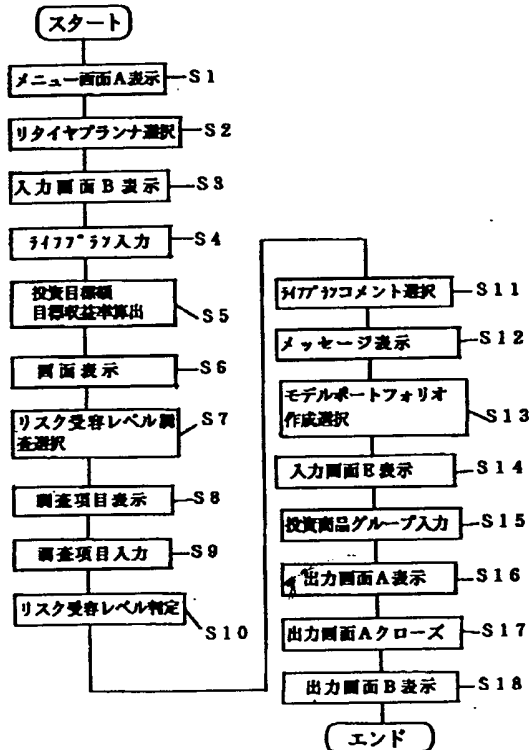 スタート
メニュー画面A表示
S1
リタイヤプランナ選択
S2
入力画面B表示
S3
ライフプラン入力
S4
投資目標額
目標収益率算出
S5
画面表示
S6
リスク受容レベル調
査選択
S7
調査項目表示
S8
調査項目入力
S9
リスク受容レベル判定
S10
ライフプランコメント選択
S11
メッセージ表示
S12
モデルポートフォリオ
作成選択
S13
入力画面E表示
S14
投資商品グループ入力
S15
出力画面A表示
S16
出力画面Aクローズ
S17
出力画面B表示
S18
エンド